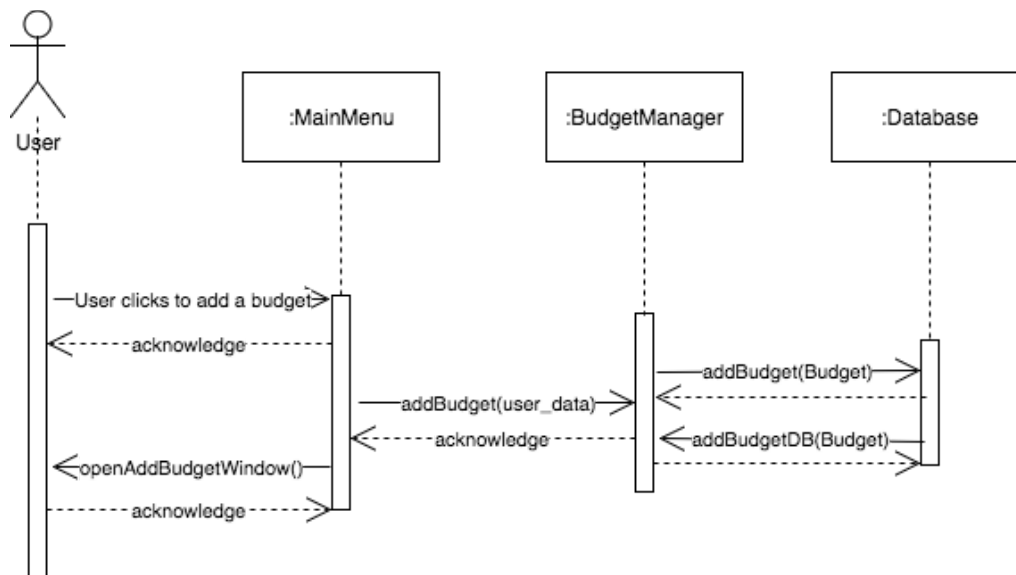 :MainMenu
:BudgetManager
:Database
User
User clicks to add a budget
acknowledge
addBudget(Budget)
addBudget(user_data)
acknowledge
addBudgetDB(Budget)
openAddBudgetWindow()
acknowledge